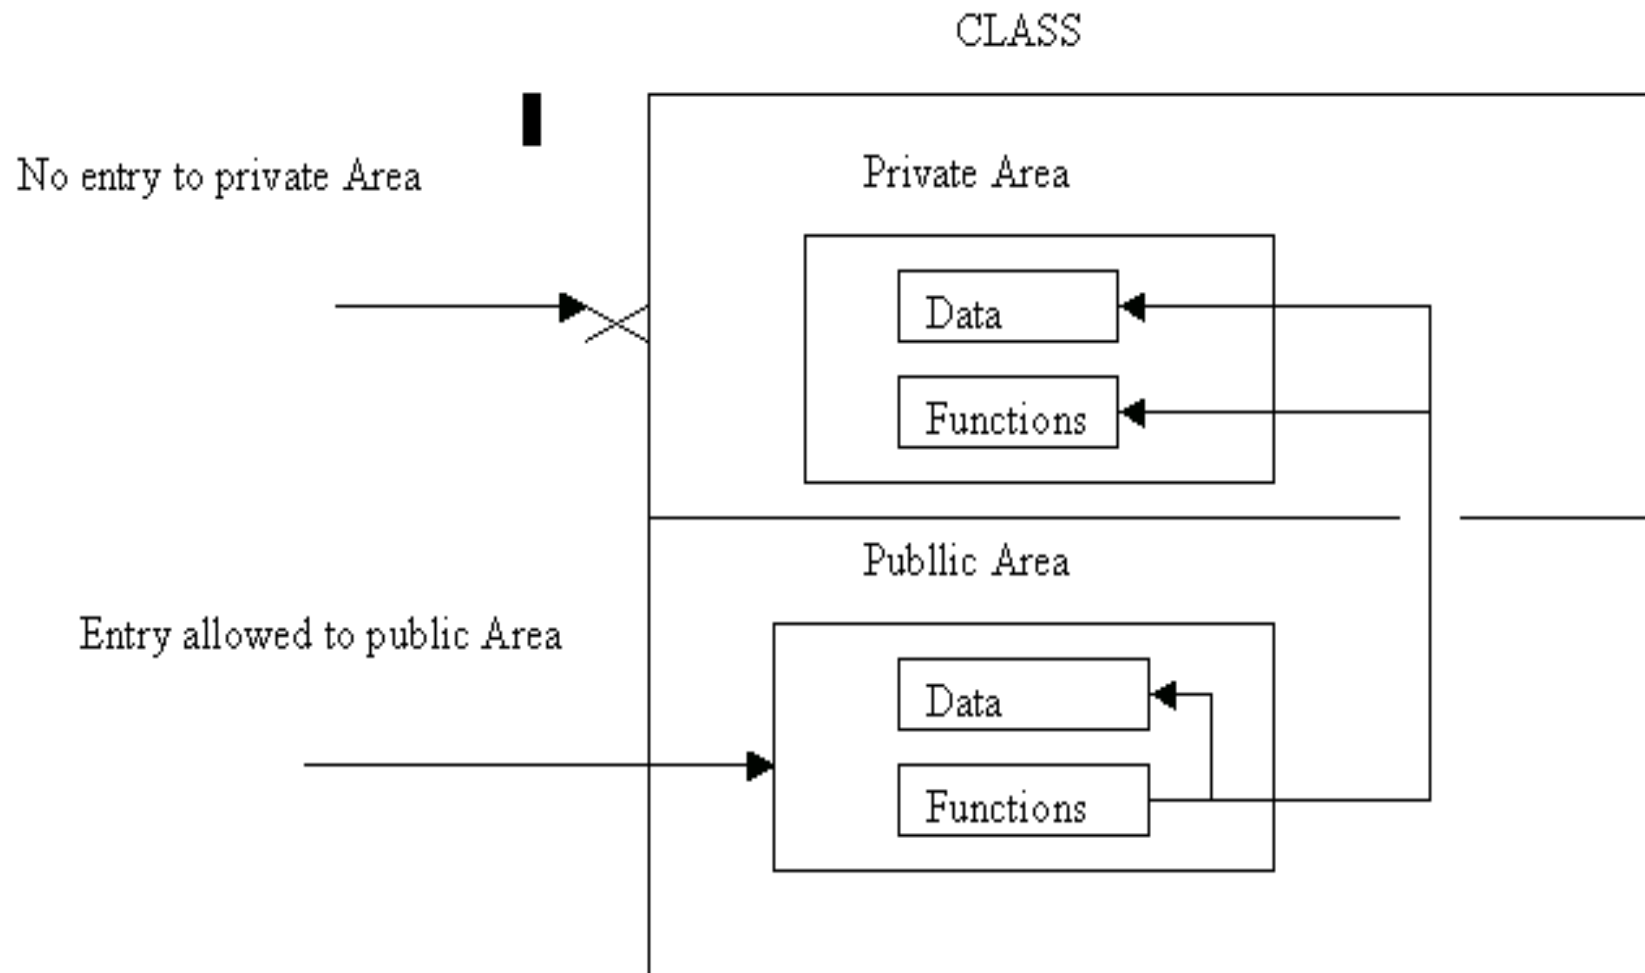 CLASS
No entry to private Area
Private Area
Data
Functions
Publlic Area
Entry allowed to public Area
Data
Functions